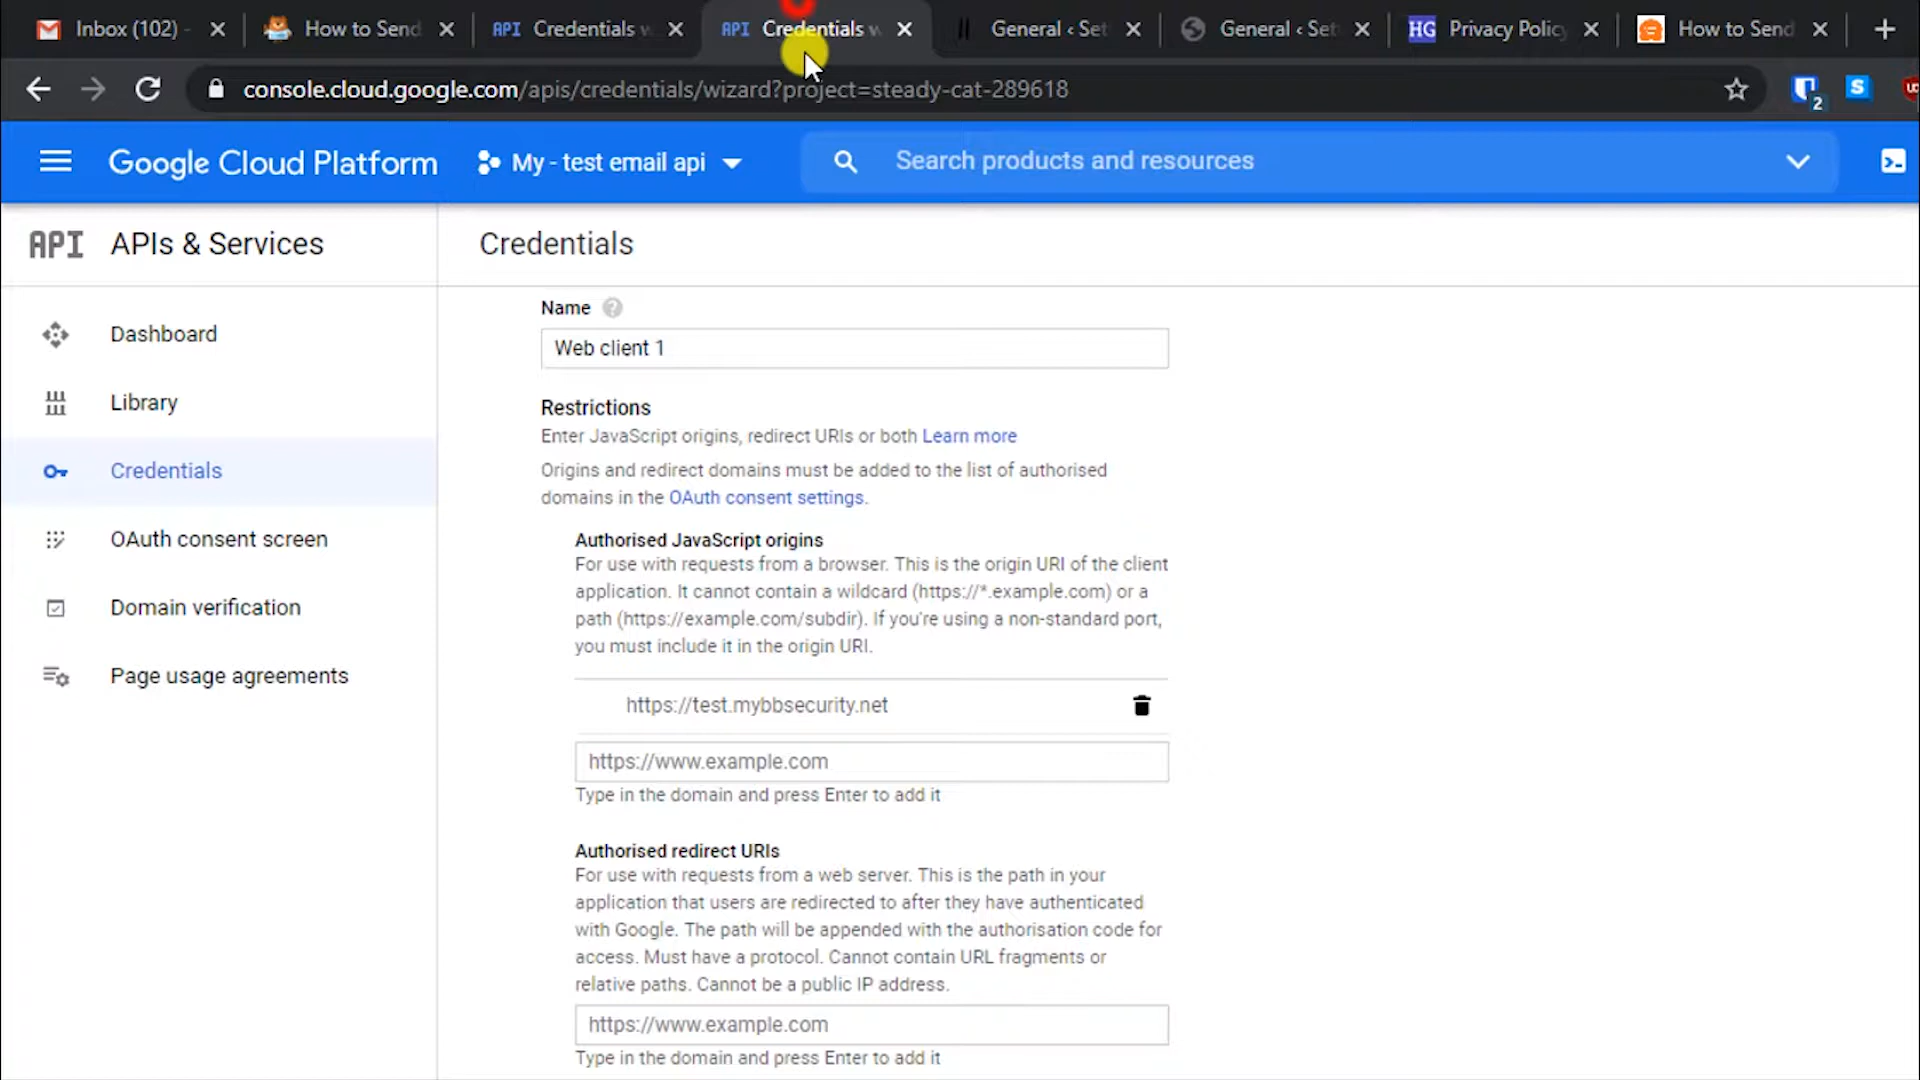 Inbox (102) -
How to Send
API Credentials w
API Credentials w
General ‹ Set
General ‹ Set
HG Privacy Policy
How to Send
console.cloud.google.com/apis/credentials/wizard?project=steady-cat-289618
2
S
Google Cloud Platform
My - test email api
Search products and resources
API APIs & Services
Credentials
Dashboard
Library
Credentials
OAuth consent screen
Domain verification
Page usage agreements
Name ?
Web client 1
Restrictions
Enter JavaScript origins, redirect URIs or both Learn more
Origins and redirect domains must be added to the list of authorised
domains in the OAuth consent settings.
Authorised JavaScript origins
For use with requests from a browser. This is the origin URI of the client
application. It cannot contain a wildcard (https://*.example.com) or a
path (https://example.com/subdir). If you're using a non-standard port,
you must include it in the origin URI.
https://test.mybbsecurity.net
https://www.example.com
Type in the domain and press Enter to add it
Authorised redirect URIs
For use with requests from a web server. This is the path in your
application that users are redirected to after they have authenticated
with Google. The path will be appended with the authorisation code for
access. Must have a protocol. Cannot contain URL fragments or
relative paths. Cannot be a public IP address.
https://www.example.com
Type in the domain and press Enter to add it